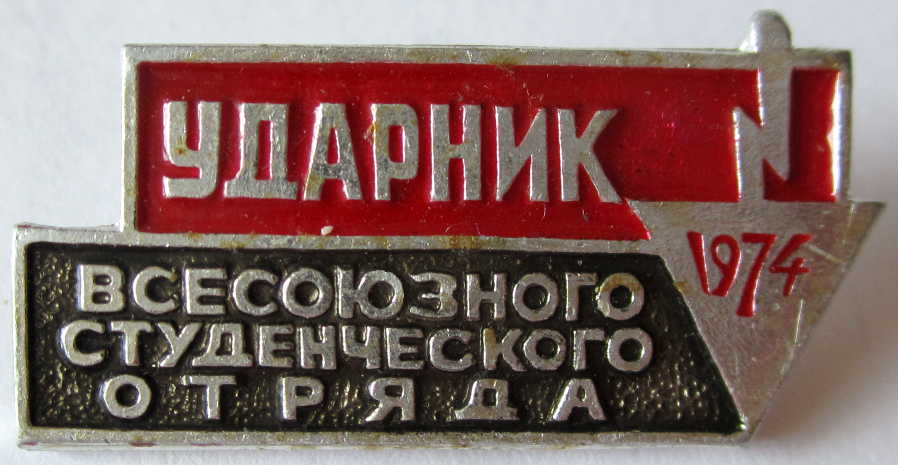 УДАРНИК
1974
ВСЕСОЮЗНОГО
СТУДЕНЧЕСКОГО
ОТРЯДА